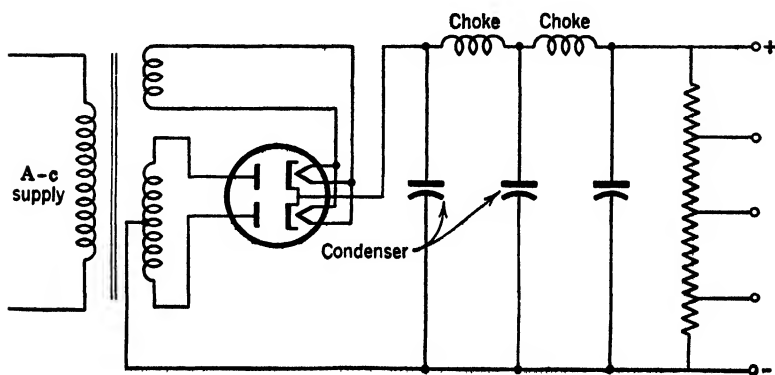 Choke
Choke
+
A-c
supply
Condenser
-